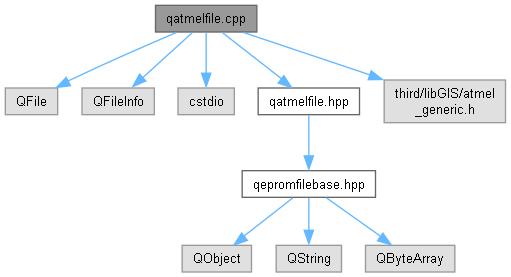 qatmelfile.cpp
QFile
QFileInfo
cstdio
qatmelfile.hpp
third/libGIS/atmel
_generic.h
qepromfilebase.hpp
QObject
QString
QByteArray